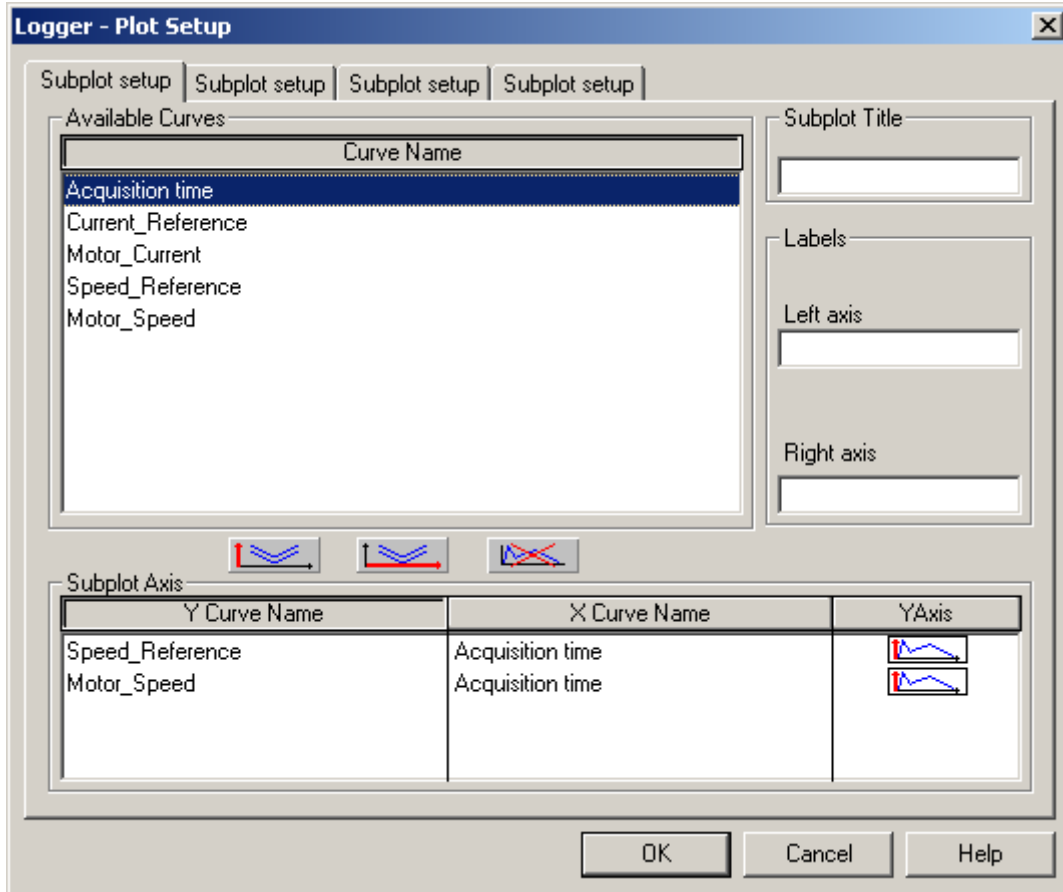 Logger - Plot Setup
Subplot setup Subplot setup Subplot setup Subplot setup
Available Curves
Curve Name
Acquisition time
Current_Reference
Motor_Current
Speed_Reference
Motor_Speed
Subplot Title
Labels
Left axis
Right axis
Subplot Axis
Y Curve Name X Curve Name YAxis
Speed_Reference Acquisition time
Motor_Speed Acquisition time
OK Cancel Help